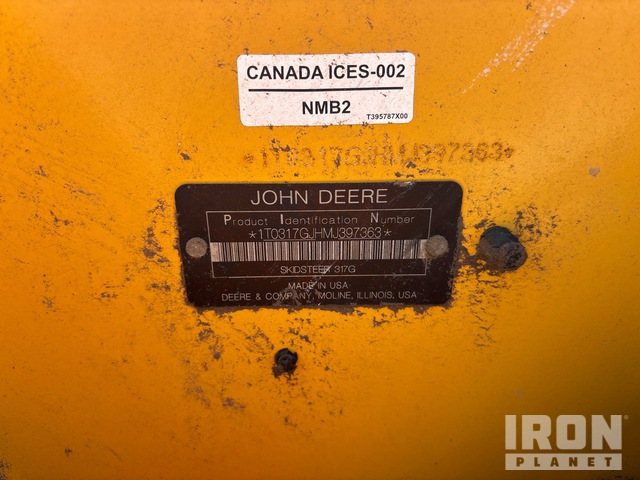 CANADA ICES-002
NMB2
T395787X00
*1T0317GJHMJ397363*
JOHN DEERE
Product Identification Number
*1T0317GJHMJ397363*
SKIDSTEER 317G
MADE IN USA
DEERE & COMPANY, MOLINE, ILLINOIS, USA
IRON
PLANET